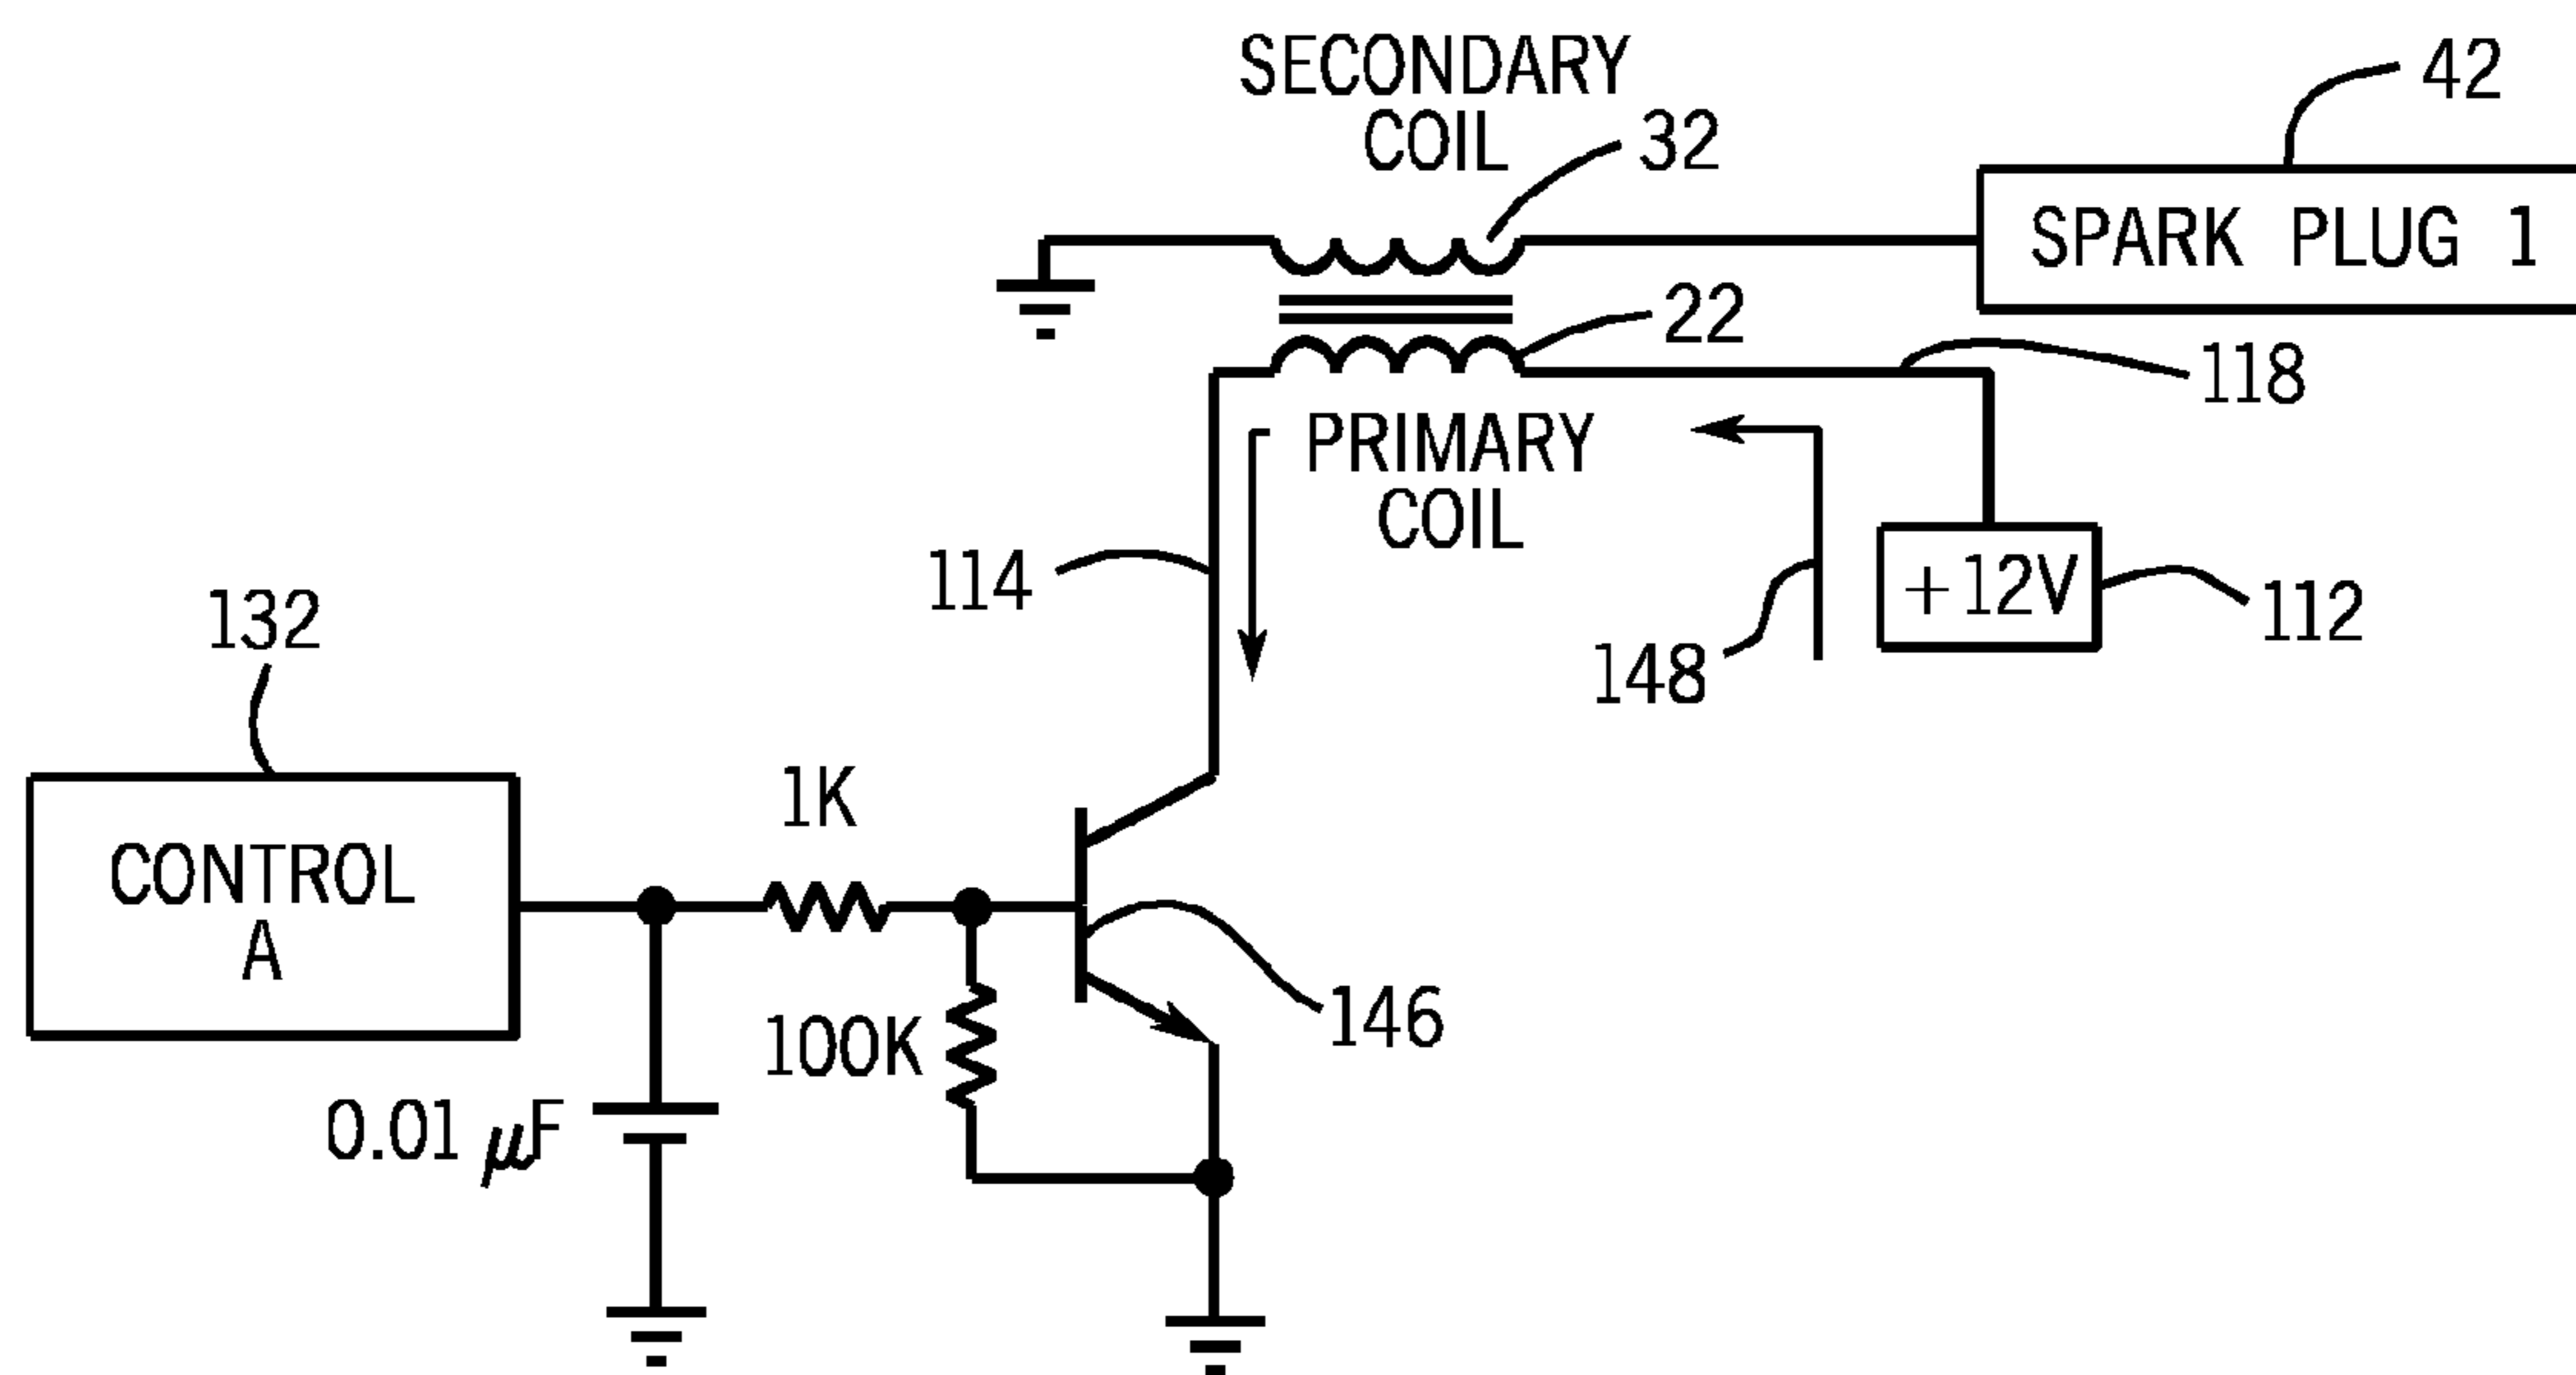 SECONDARY
COIL
32
42
SPARK PLUG 1
22
118
PRIMARY
COIL
114
148
+12V
112
132
1K
CONTROL
A
100K
146
0.01 μF